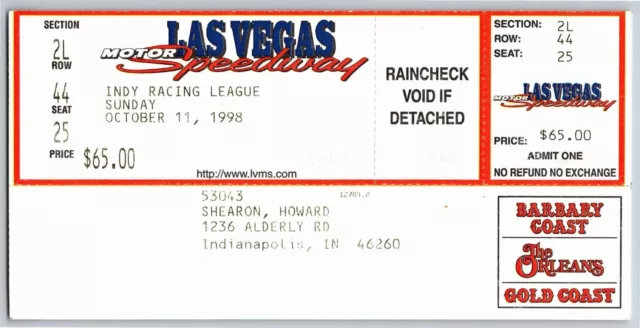 SECTION
2L
ROW
44
SEAT
25
PRICE $65.00
LAS VEGAS
MOTOR Speedway
INDY RACING LEAGUE
SUNDAY
OCTOBER 11, 1998
http://www.lvms.com
RAINCHECK
VOID IF
DETACHED
SECTION: 2L
ROW: 44
SEAT: 25
LAS VEGAS
MOTOR Speedway
PRICE: $65.00
ADMIT ONE
NO REFUND NO EXCHANGE
53043
SHEARON, HOWARD
1236 ALDERLY RD
Indianapolis, IN 46260
BARBARY
COAST
The
ORLEANS
GOLD COAST